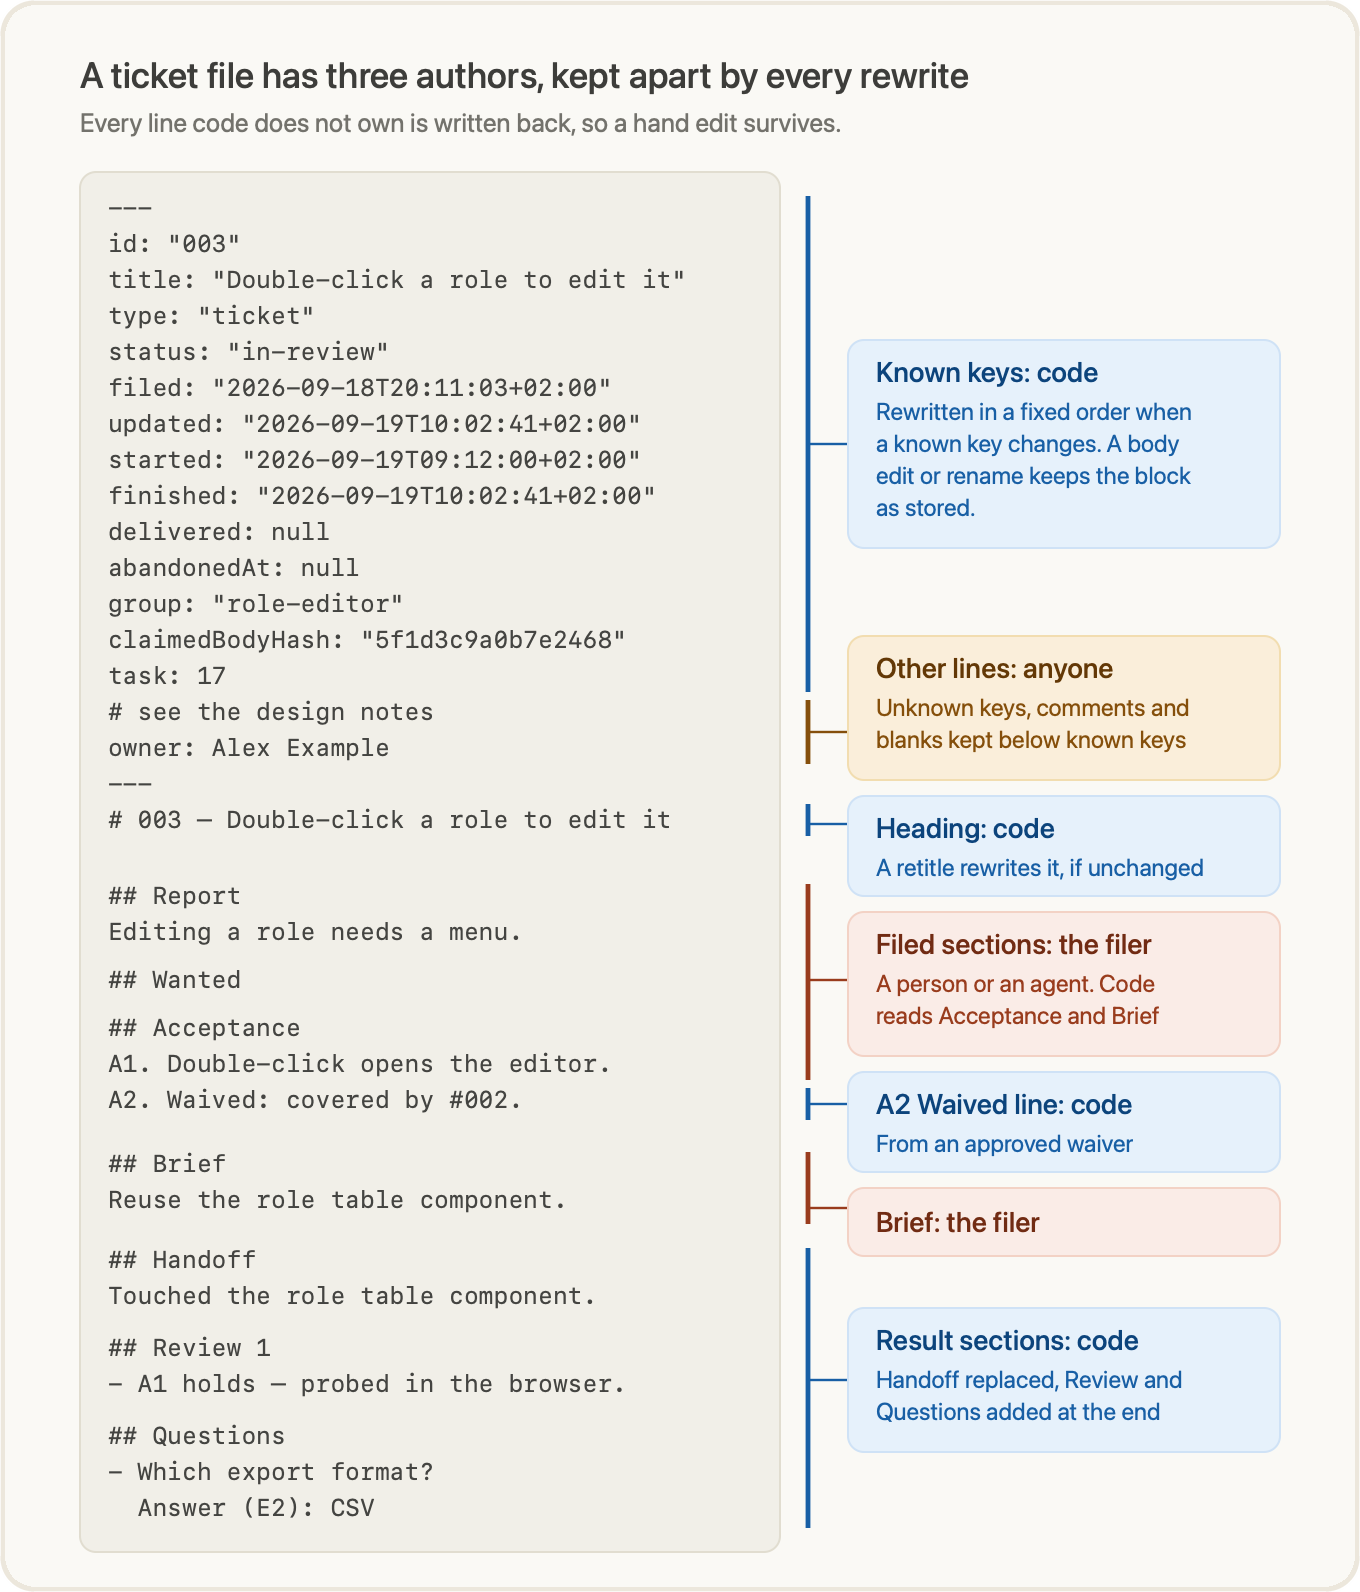 A ticket file has three authors, kept apart by every rewrite
Every line code does not own is written back, so a hand edit survives.
---
id: "003"
title: "Double-click a role to edit it"
type: "ticket"
status: "in-review"
filed: "2026-09-18T20:11:03+02:00"
updated: "2026-09-19T10:02:41+02:00"
started: "2026-09-19T09:12:00+02:00"
finished: "2026-09-19T10:02:41+02:00"
delivered: null
abandonedAt: null
group: "role-editor"
claimedBodyHash: "5f1d3c9a0b7e2468"
task: 17
# see the design notes
owner: Alex Example
---
# 003 — Double-click a role to edit it
## Report
Editing a role needs a menu.
## Wanted
## Acceptance
A1. Double-click opens the editor.
A2. Waived: covered by #002.
## Brief
Reuse the role table component.
## Handoff
Touched the role table component.
## Review 1
- A1 holds — probed in the browser.
## Questions
- Which export format?
Answer (E2): CSV
Known keys: code
Rewritten in a fixed order when
a known key changes. A body
edit or rename keeps the block
as stored.
Other lines: anyone
Unknown keys, comments and
blanks kept below known keys
Heading: code
A retitle rewrites it, if unchanged
Filed sections: the filer
A person or an agent. Code
reads Acceptance and Brief
A2 Waived line: code
From an approved waiver
Brief: the filer
Result sections: code
Handoff replaced, Review and
Questions added at the end